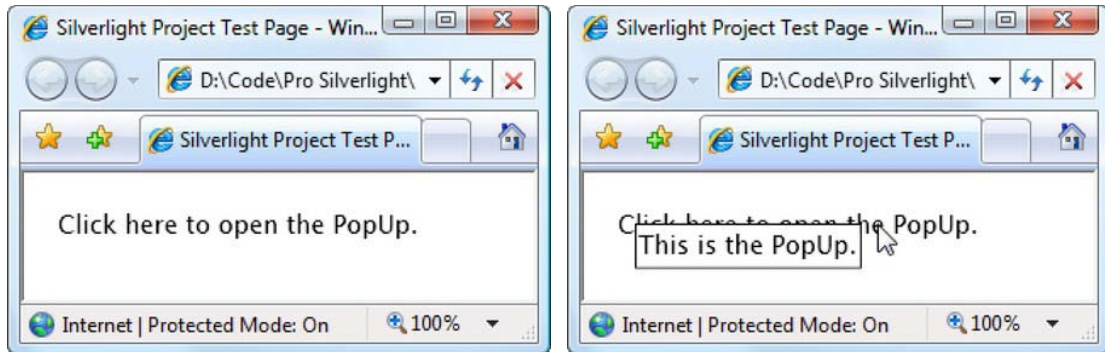 Silverlight Project Test Page - Win...
D:\Code\Pro Silverlight\
Silverlight Project Test P...
Click here to open the PopUp.
Internet | Protected Mode: On 100%
Silverlight Project Test Page - Win...
D:\Code\Pro Silverlight\
Silverlight Project Test P...
Click here to open the PopUp.
This is the PopUp.
Internet | Protected Mode: On 100%